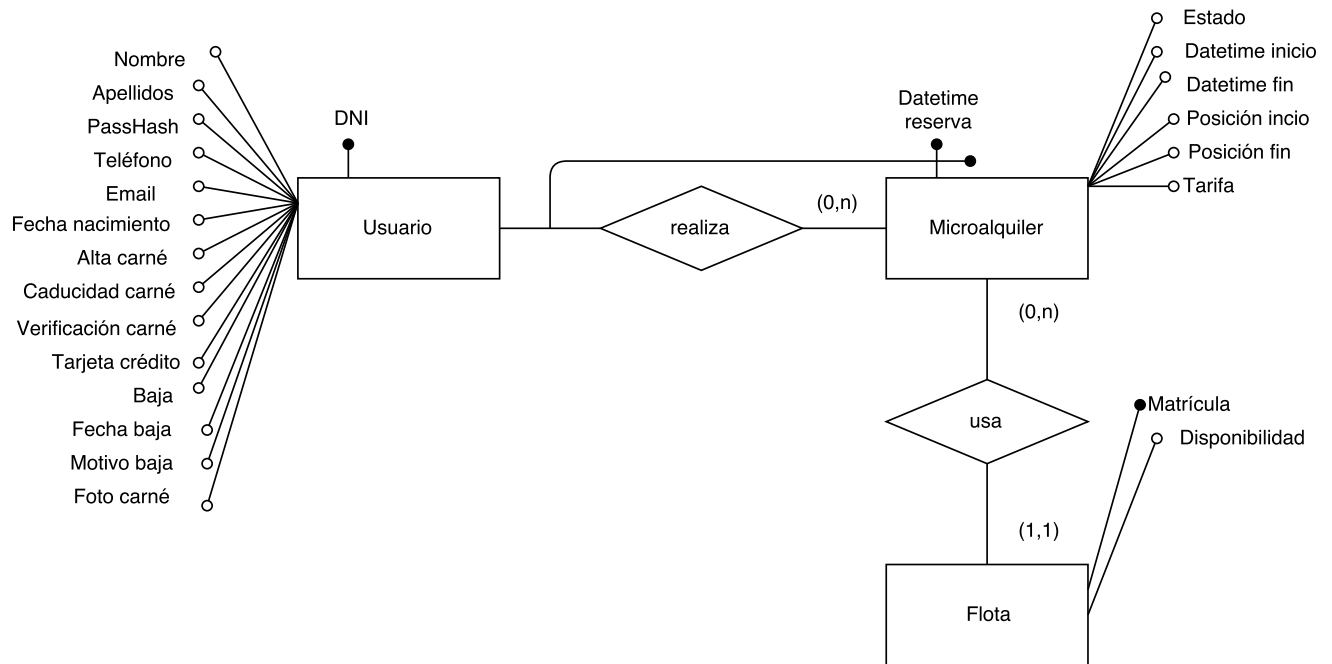 Nombre
Apellidos
PassHash
Teléfono
Email
Fecha nacimiento
Alta carné
Caducidad carné
Verificación carné
Tarjeta crédito
Baja
Fecha baja
Motivo baja
Foto carné
DNI
Usuario
realiza
(0,n)
Datetime
reserva
Microalquiler
Estado
Datetime inicio
Datetime fin
Posición incio
Posición fin
Tarifa
(0,n)
usa
(1,1)
Matrícula
Disponibilidad
Flota